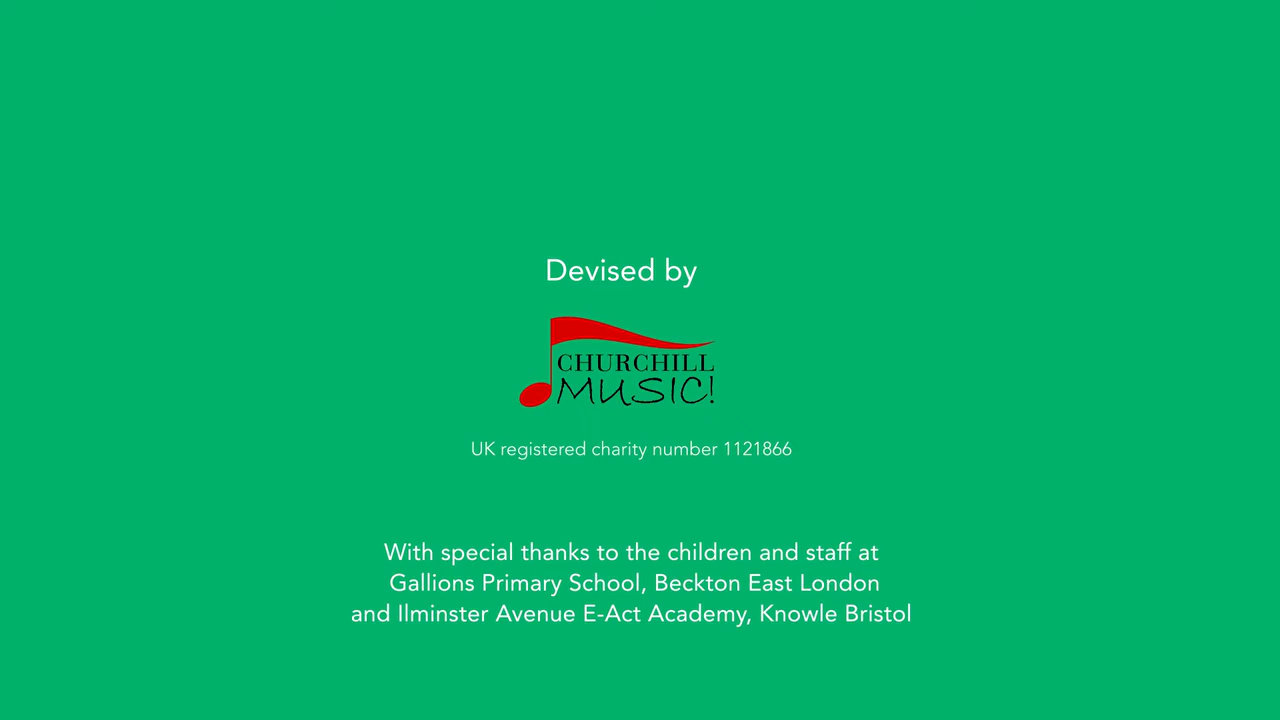 Devised by
CHURCHILL
MUSIC!
UK registered charity number 1121866
With special thanks to the children and staff at
Gallions Primary School, Beckton East London
and Ilminster Avenue E-Act Academy, Knowle Bristol